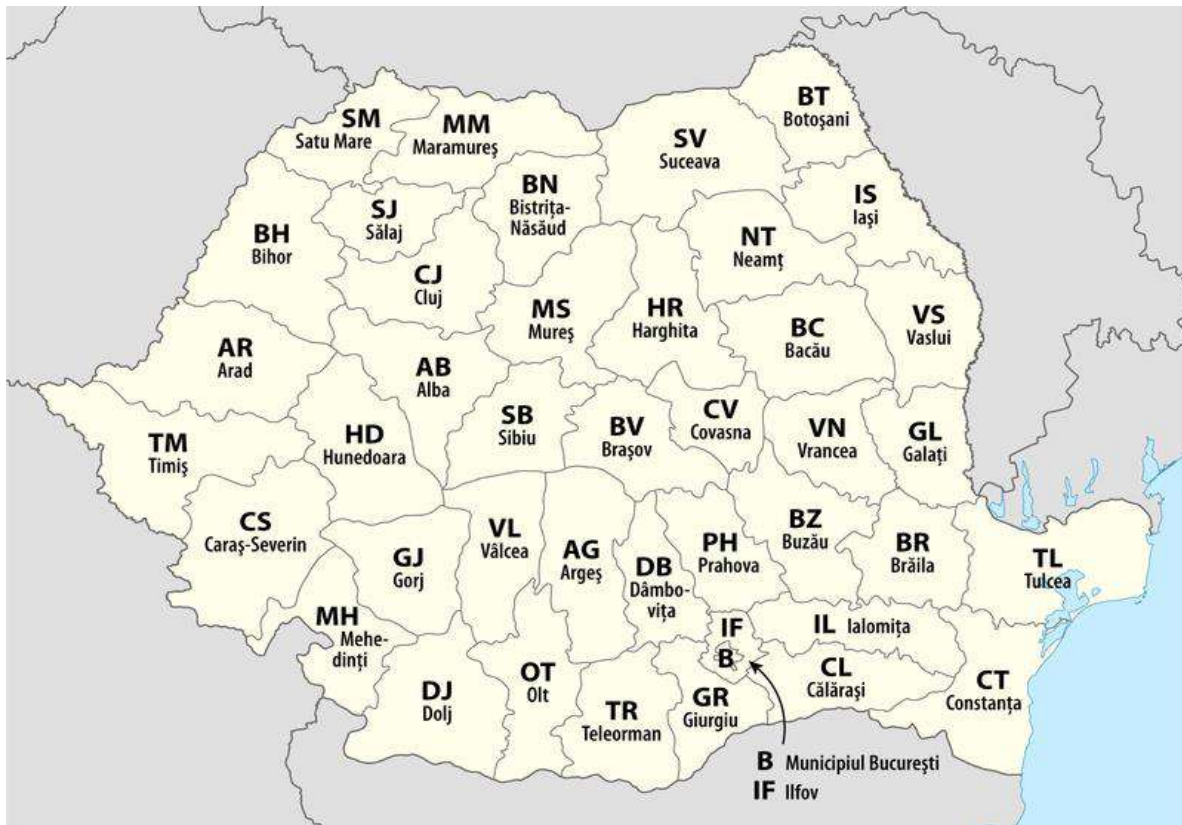 BT
Botoşani
SM
Satu Mare
MM
Maramureş
SV
Suceava
BN
Bistriţa-
Năsăud
IS
Iaşi
SJ
Sălaj
BH
Bihor
NT
Neamţ
CJ
Cluj
MS
Mureş
HR
Harghita
BC
Bacău
VS
Vaslui
AR
Arad
AB
Alba
SB
Sibiu
BV
Braşov
CV
Covasna
VN
Vrancea
GL
Galaţi
TM
Timiş
HD
Hunedoara
CS
Caraş-Severin
GJ
Gorj
VL
Vâlcea
AG
Argeş
DB
Dâmbo-
viţa
PH
Prahova
BZ
Buzău
BR
Brăila
TL
Tulcea
MH
Mehe-
dinţi
IF
B
IL Ialomiţa
DJ
Dolj
OT
Olt
TR
Teleorman
GR
Giurgiu
CL
Călăraşi
CT
Constanţa
B Municipiul Bucureşti
IF Ilfov